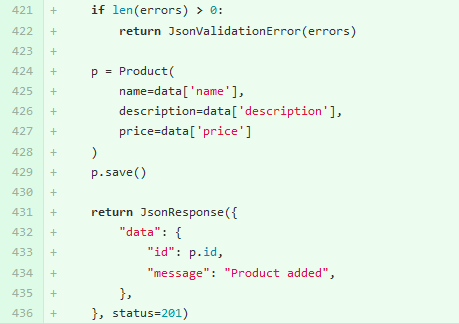 421 + if len(errors) > 0:
422 + return JsonValidationError(errors)
423 +
424 + p = Product(
425 + name=data['name'],
426 + description=data['description'],
427 + price=data['price']
428 + )
429 + p.save()
430 +
431 + return JsonResponse({
432 + "data": {
433 + "id": p.id,
434 + "message": "Product added",
435 + },
436 + }, status=201)